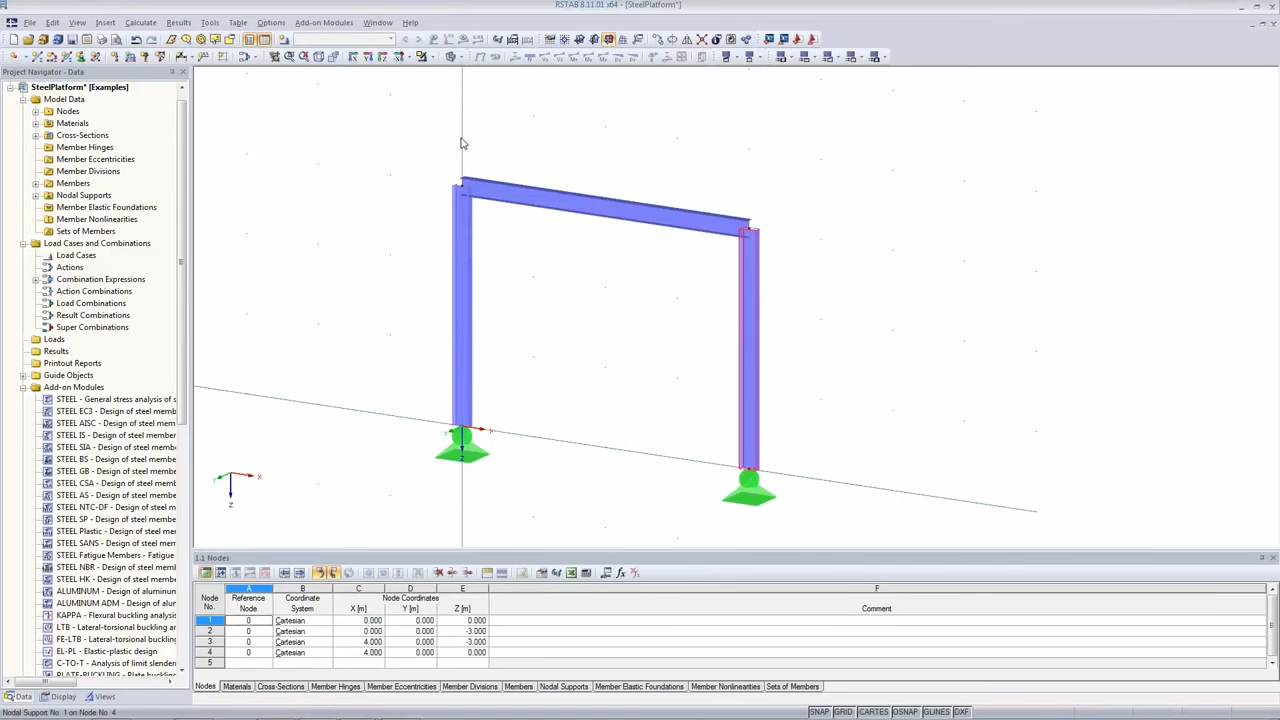 RSTAB 8.11.01 x64 - [SteelPlatform*]
File Edit View Insert Calculate Results Tools Table Options Add-on Modules Window Help
Project Navigator - Data
SteelPlatform* [Examples]
Model Data
Nodes
Materials
Cross-Sections
Member Hinges
Member Eccentricities
Member Divisions
Members
Nodal Supports
Member Elastic Foundations
Member Nonlinearities
Sets of Members
Load Cases and Combinations
Load Cases
Actions
Combination Expressions
Action Combinations
Load Combinations
Result Combinations
Super Combinations
Loads
Results
Printout Reports
Guide Objects
Add-on Modules
STEEL - General stress analysis of s
STEEL EC3 - Design of steel membe
STEEL AISC - Design of steel memb
STEEL IS - Design of steel member
STEEL SIA - Design of steel membe
STEEL BS - Design of steel membe
STEEL GB - Design of steel membe
STEEL CSA - Design of steel memb
STEEL AS - Design of steel membe
STEEL NTC-DF - Design of steel m
STEEL SP - Design of steel membe
STEEL Plastic - Design of steel me
STEEL SANS - Design of steel mem
STEEL Fatigue Members - Fatigue
STEEL NBR - Design of steel mem
STEEL HK - Design of steel membe
ALUMINUM - Design of alumin
ALUMINUM ADM - Design of alur
KAPPA - Flexural buckling analysis
LTB - Lateral-torsional buckling
FE-LTB - Lateral-torsional bucklin
EL-PL - Elastic-plastic design
C-TO-T - Analysis of limit slender
PLATE-BUCKLING - Plate buckli
Data Display Views
X
Y
Z
X
Y
Z
1.1 Nodes
A B C D E F
Node No. Reference Node Coordinate System Node Coordinates X [m] Y [m] Z [m] Comment
1 0 Cartesian 0.000 0.000 0.000
2 0 Cartesian 0.000 0.000 -3.000
3 0 Cartesian 4.000 0.000 -3.000
4 0 Cartesian 4.000 0.000 0.000
5
Nodes Materials Cross-Sections Member Hinges Member Eccentricities Member Divisions Members Nodal Supports Member Elastic Foundations Member Nonlinearities Sets of Members
Nodal Support No. 1 on Node No. 4
SNAP GRID CARTES OSNAP GLINES DXF